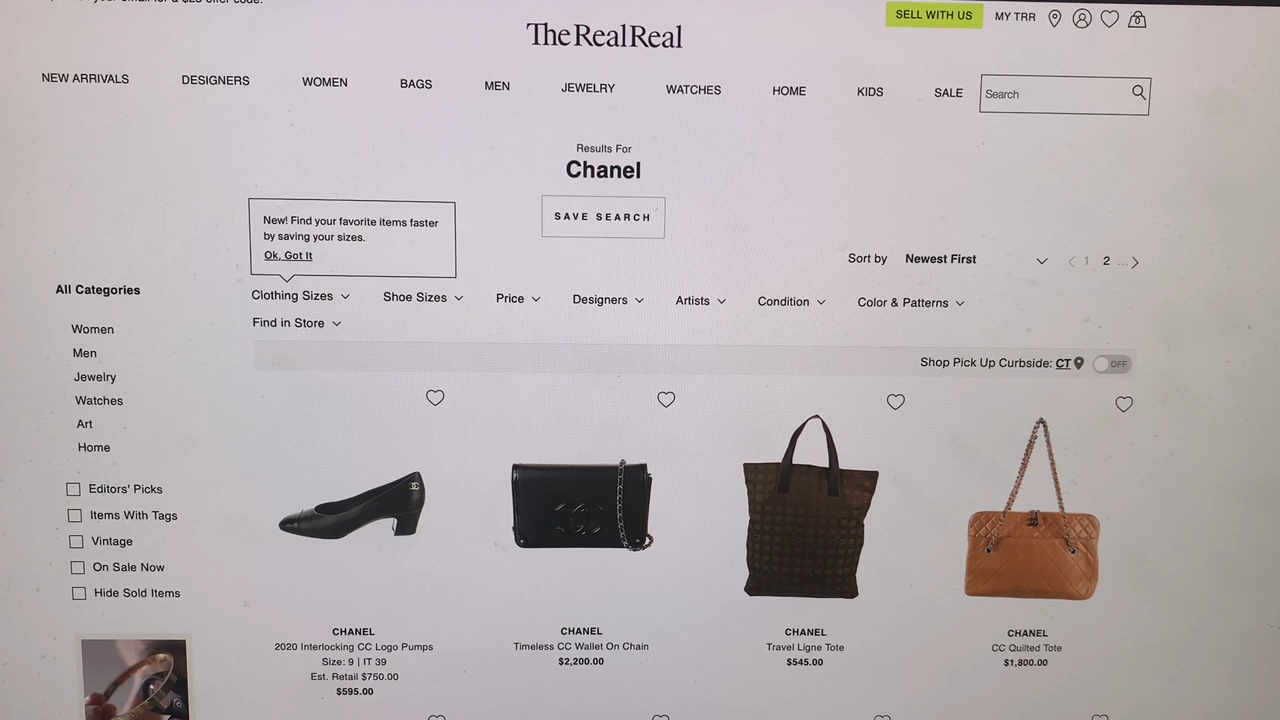 your email for a $25 offer code.
SELL WITH US
MY TRR
0
The RealReal
NEW ARRIVALS
DESIGNERS
WOMEN
BAGS
MEN
JEWELRY
WATCHES
HOME
KIDS
SALE
Search
Results For
Chanel
SAVE SEARCH
New! Find your favorite items faster
by saving your sizes.
Ok, Got It
Sort by Newest First
1 2 ...
All Categories
Women
Men
Jewelry
Watches
Art
Home
Editors' Picks
Items With Tags
Vintage
On Sale Now
Hide Sold Items
Clothing Sizes
Shoe Sizes
Price
Designers
Artists
Condition
Color & Patterns
Find in Store
Shop Pick Up Curbside: CT
OFF
CHANEL
2020 Interlocking CC Logo Pumps
Size: 9 | IT 39
Est. Retail $750.00
$595.00
CHANEL
Timeless CC Wallet On Chain
$2,200.00
CHANEL
Travel Ligne Tote
$545.00
CHANEL
CC Quilted Tote
$1,800.00